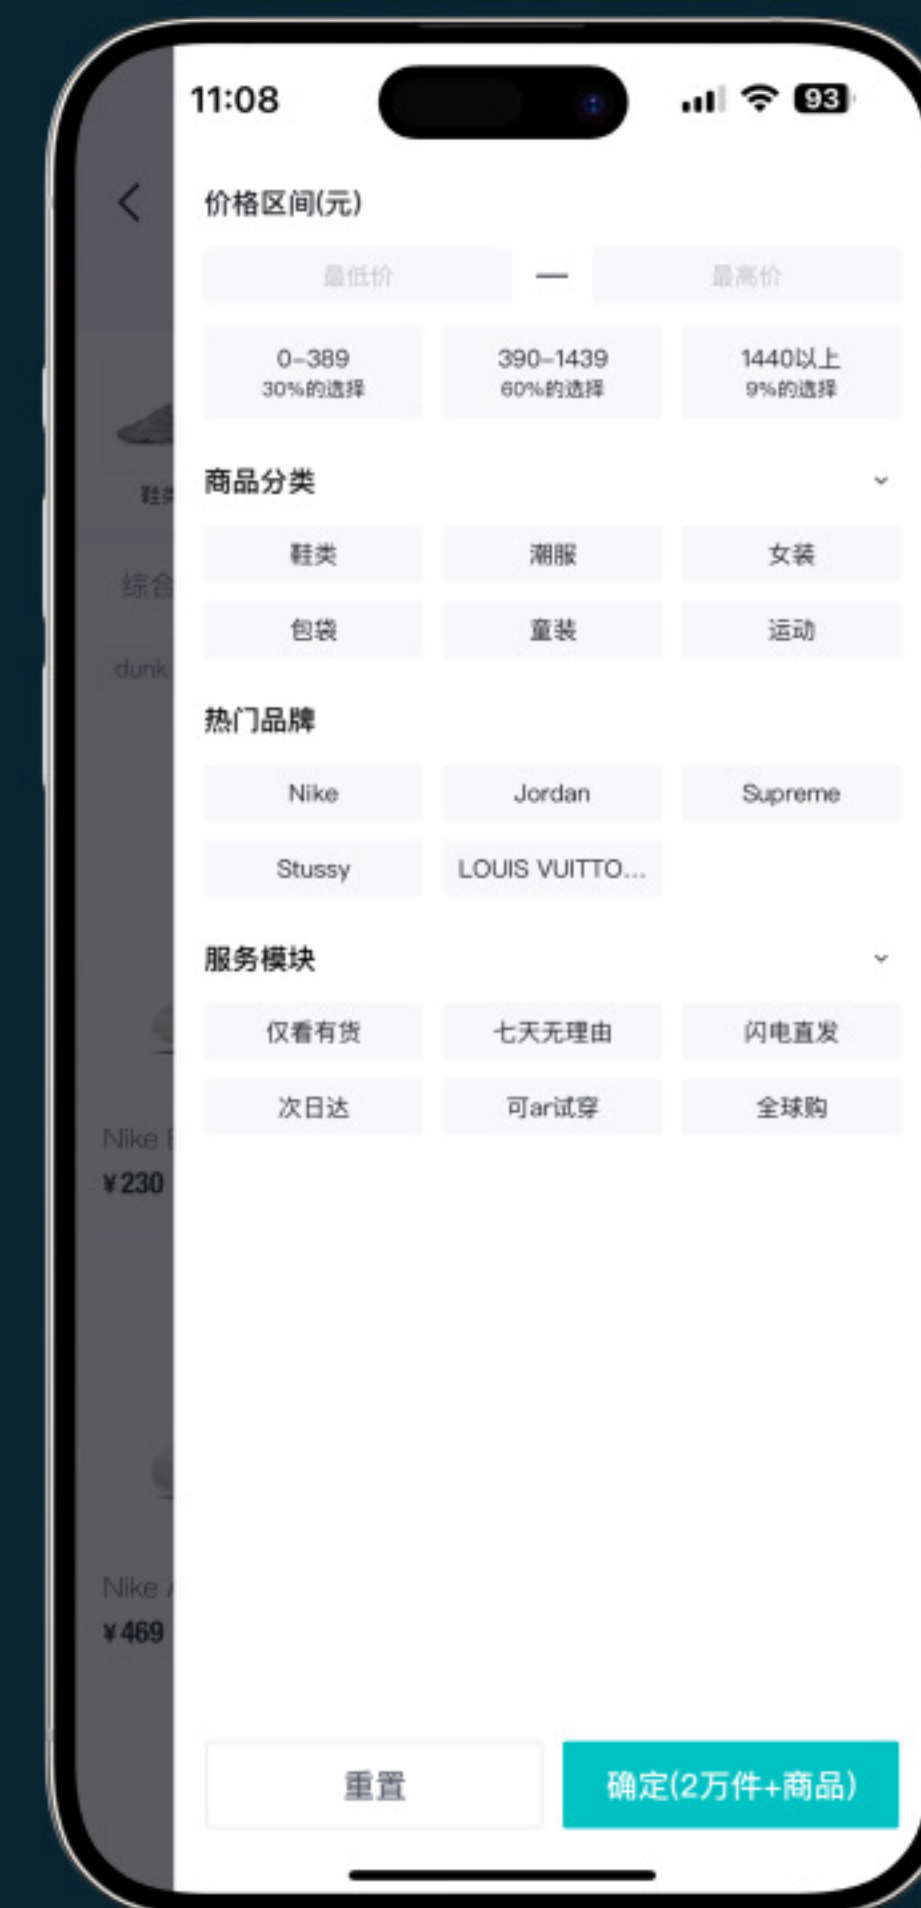 11:08
93
价格区间(元)
最低价 — 最高价
0-389 390-1439 1440以上
30%的选择 60%的选择 9%的选择
商品分类
鞋类
鞋类 潮服 女装
综合
包袋 童装 运动
dunk
热门品牌
Nike Jordan Supreme
Stussy LOUIS VUITTO...
服务模块
仅看有货 七天无理由 闪电直发
次日达 可ar试穿 全球购
Nike
¥230
Nike
¥469
重置 确定(2万件+商品)